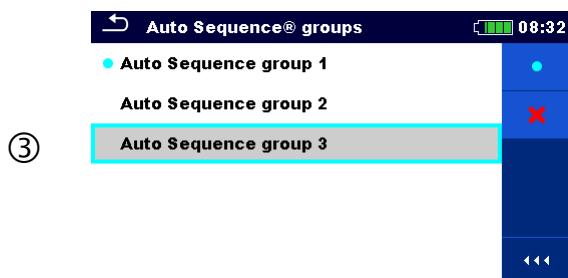 Auto Sequence® groups 08:32
Auto Sequence group 1
Auto Sequence group 2
③ Auto Sequence group 3